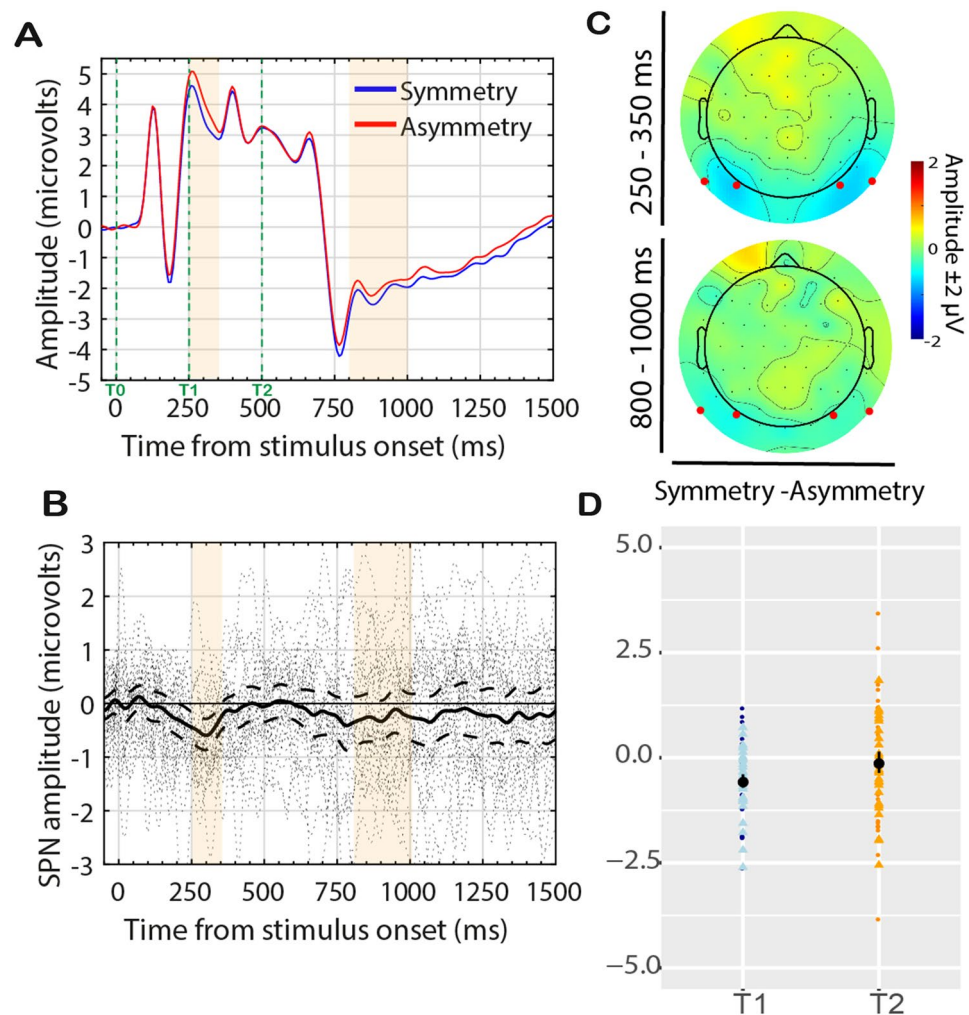 A
Amplitude (microvolts)
5
4
3
2
1
0
-1
-2
-3
-4
-5
Symmetry
Asymmetry
T0
T1
T2
0
250
500
750
1000
1500
Time from stimulus onset (ms)
C
250 - 350 ms
800 - 1000 ms
Amplitude ±2 µV
2
0
-2
Symmetry -Asymmetry
B
SPN amplitude (microvolts)
3
2
1
0
-1
-2
-3
0
250
500
750
1000
1500
Time from stimulus onset (ms)
D
5.0
2.5
0.0
−2.5
−5.0
T1
T2